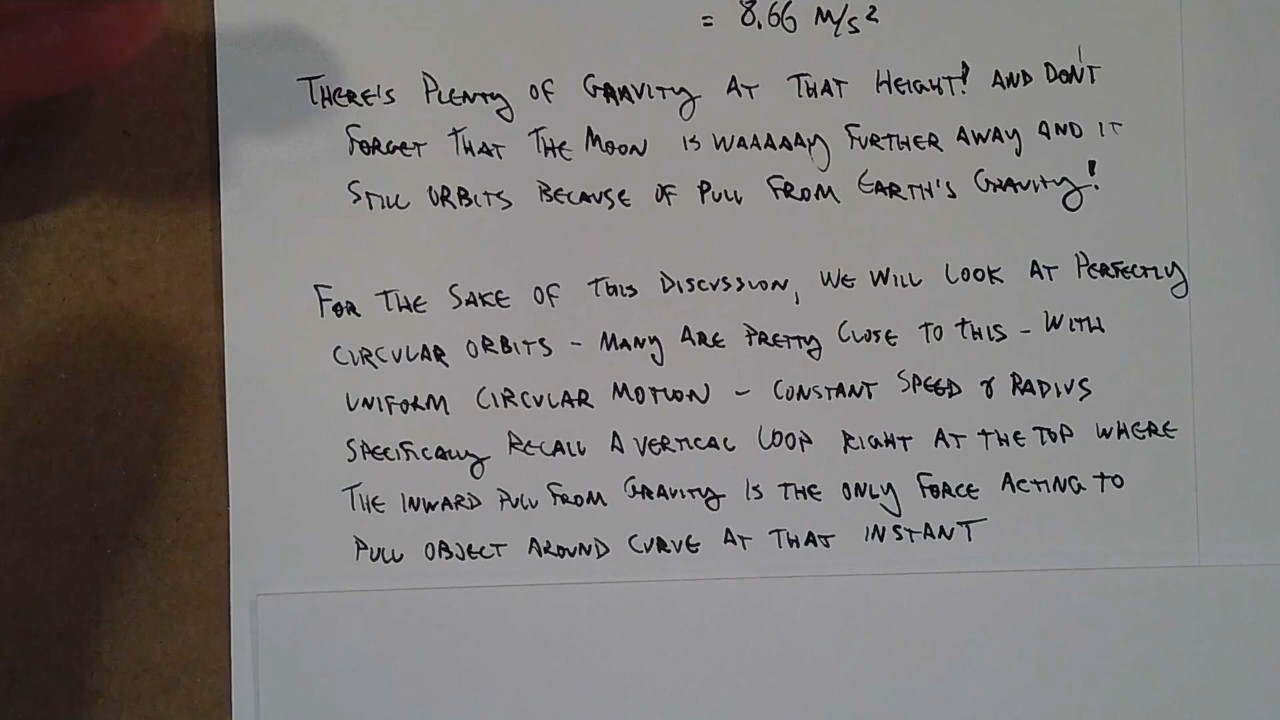 = 8.66 M/S²
THERE'S PLENTY OF GRAVITY AT THAT HEIGHT! AND DON'T
FORGET THAT THE MOON IS WAAAAAY FURTHER AWAY AND IT
STILL ORBITS BECAUSE OF PULL FROM EARTH'S GRAVITY!
FOR THE SAKE OF THIS DISCUSSION, WE WILL LOOK AT PERFECTLY
CIRCULAR ORBITS - MANY ARE PRETTY CLOSE TO THIS - WITH
UNIFORM CIRCULAR MOTION - CONSTANT SPEED & RADIUS
SPECIFICALLY RECALL A VERTICAL LOOP RIGHT AT THE TOP WHERE
THE INWARD PULL FROM GRAVITY IS THE ONLY FORCE ACTING TO
PULL OBJECT AROUND CURVE AT THAT INSTANT